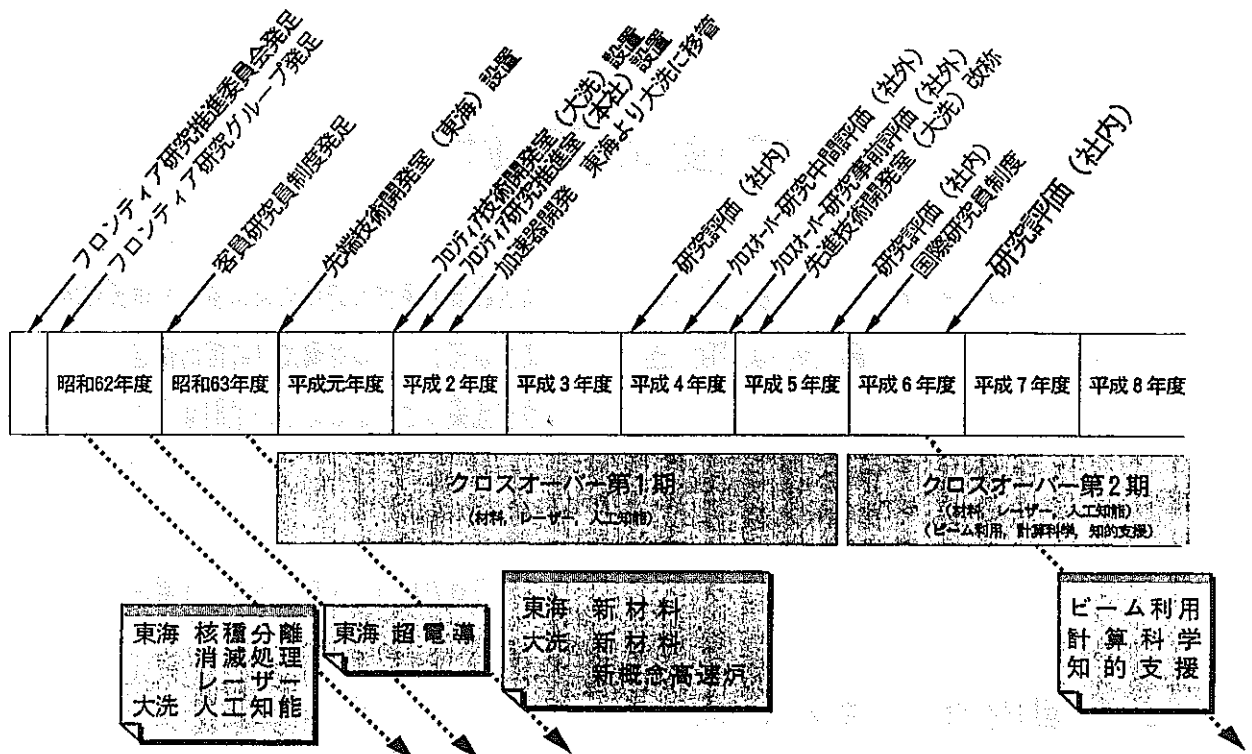 フロンティア研究推進委員会発足
フロンティア研究グループ発足
客員研究員制度発足
先端技術開発室(東海)設置
フロンティア技術開発室(大洗)設置
フロンティア研究推進室(本社)設置
加速器開発 東海より大洗に移管
研究評価(社内)
クロスオーバー研究中間評価(社外)
クロスオーバー研究事前評価(社外)
先進技術開発室(大洗)改称
研究評価(社内)
国際研究員制度
研究評価(社内)
昭和62年度
昭和63年度
平成元年度
平成2年度
平成3年度
平成4年度
平成5年度
平成6年度
平成7年度
平成8年度
クロスオーバー第1期
(材料, レーザー, 人工知能)
クロスオーバー第2期
(材料, レーザー, 人工知能)
(ビーム利用, 計算科学, 知的支援)
東海 核種分離
消滅処理
レーザー
大洗 人工知能
東海 超電導
東海 新材料
大洗 新材料
新概念高速炉
ビーム利用
計算科学
知的支援